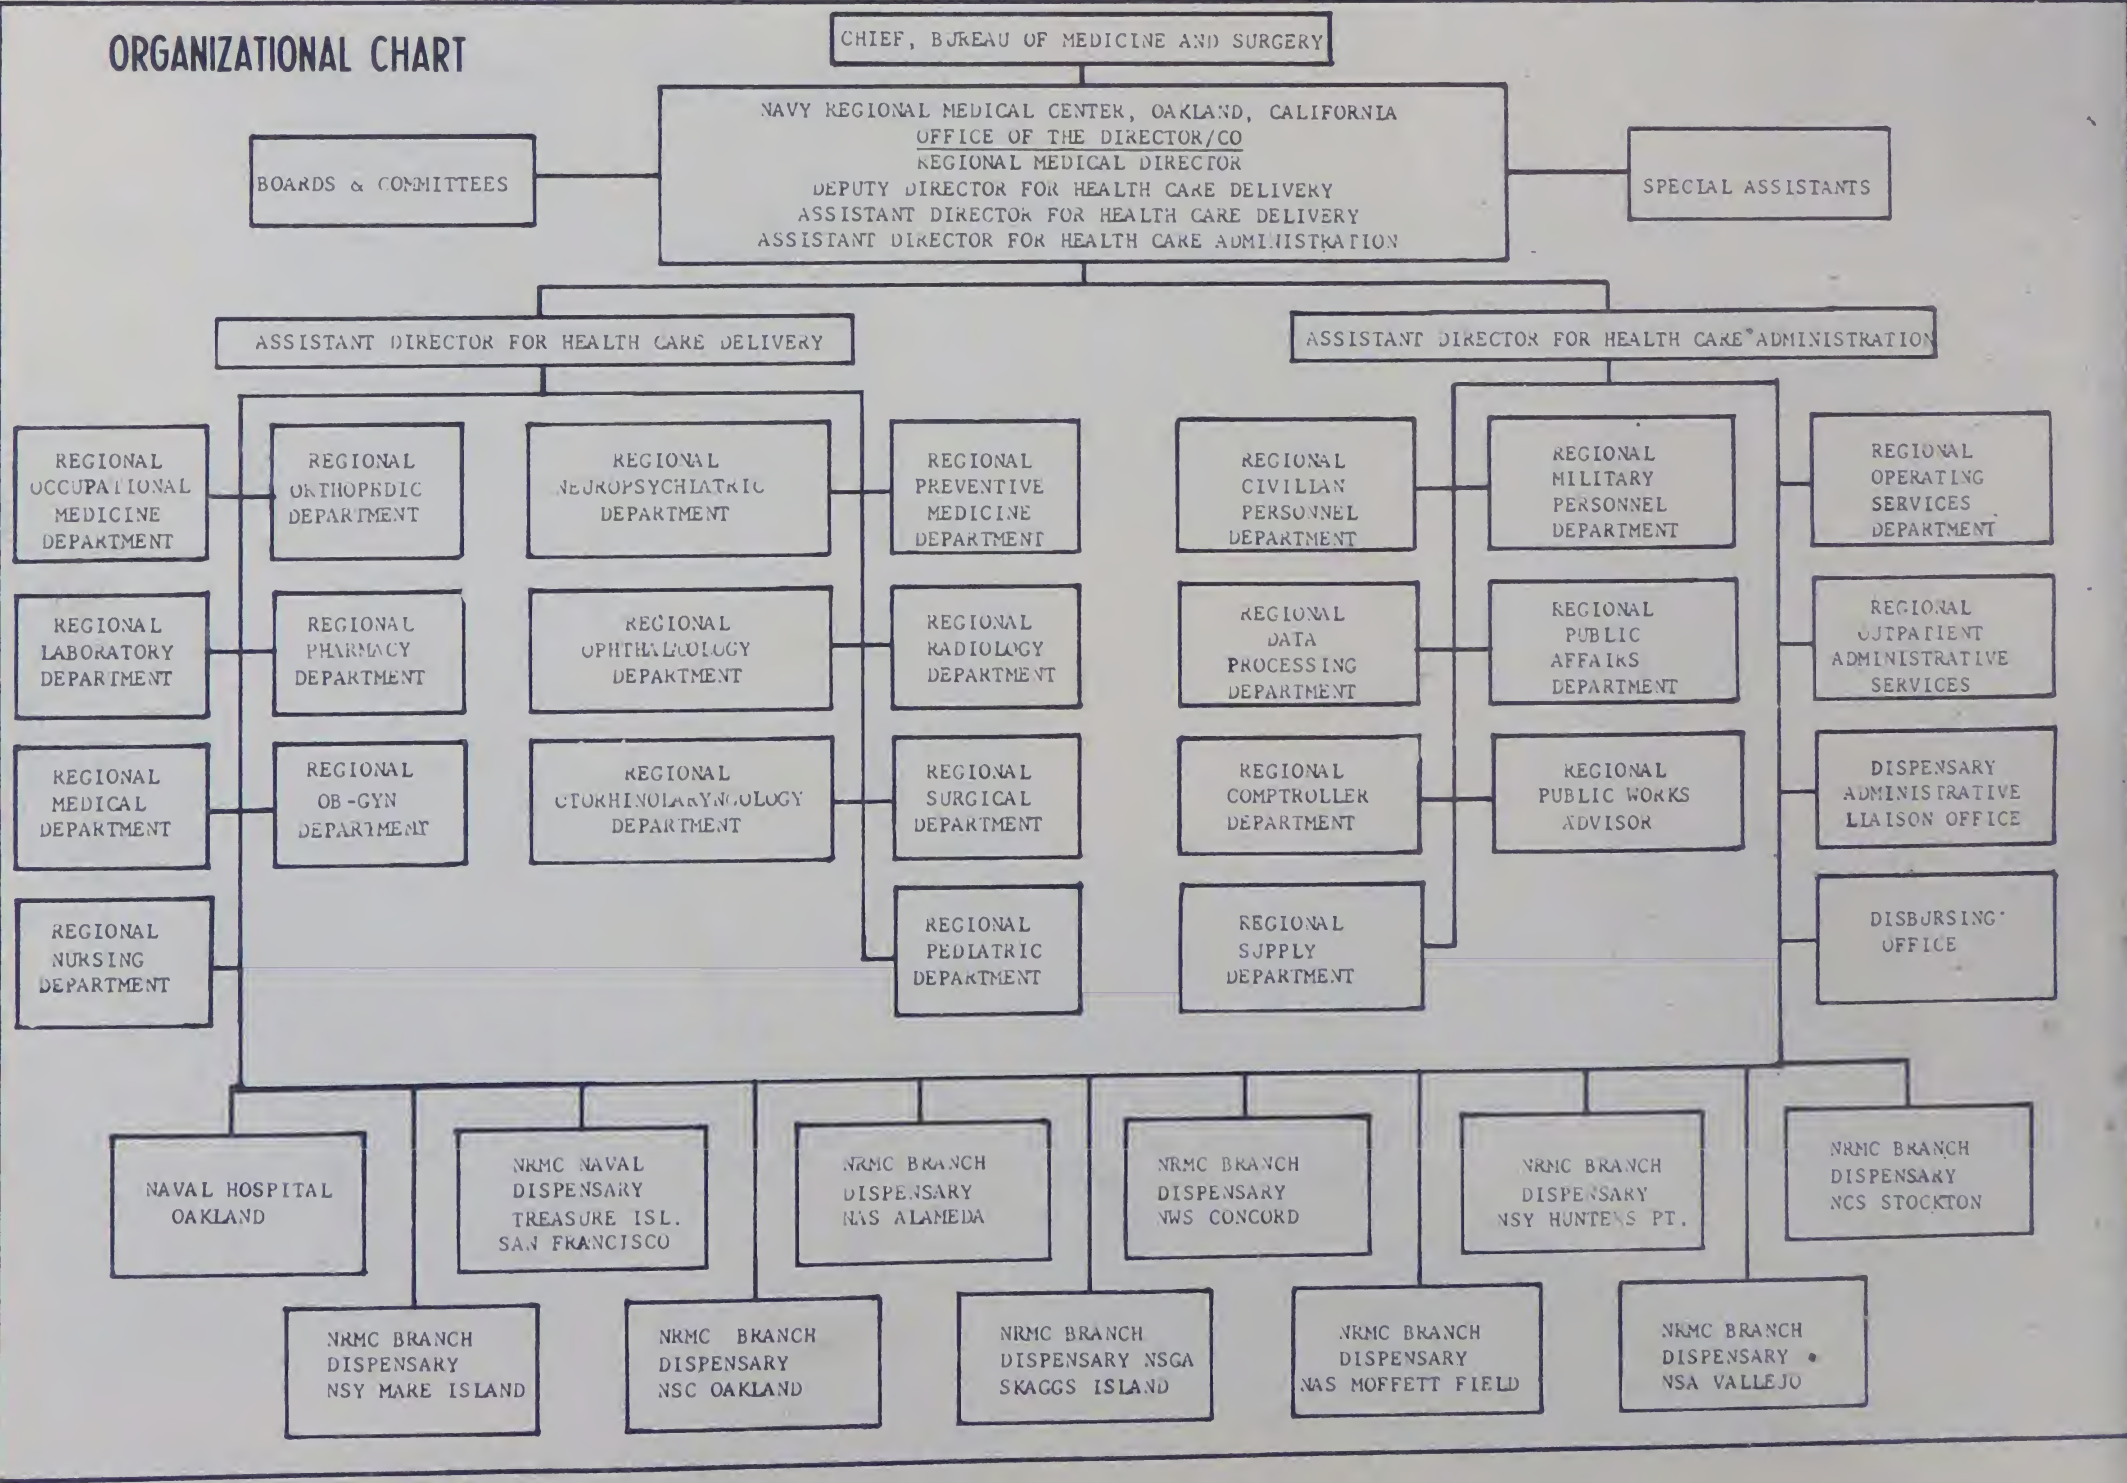 ORGANIZATIONAL CHART
CHIEF, BUREAU OF MEDICINE AND SURGERY
NAVY REGIONAL MEDICAL CENTER, OAKLAND, CALIFORNIA
OFFICE OF THE DIRECTOR/CO
REGIONAL MEDICAL DIRECTOR
DEPUTY DIRECTOR FOR HEALTH CARE DELIVERY
ASSISTANT DIRECTOR FOR HEALTH CARE DELIVERY
ASSISTANT DIRECTOR FOR HEALTH CARE ADMINISTRATION
BOARDS & COMMITTEES
SPECIAL ASSISTANTS
ASSISTANT DIRECTOR FOR HEALTH CARE DELIVERY
ASSISTANT DIRECTOR FOR HEALTH CARE ADMINISTRATION
REGIONAL
OCCUPATIONAL
MEDICINE
DEPARTMENT
REGIONAL
ORTHOPEDIC
DEPARTMENT
REGIONAL
NEUROPSYCHIATRIC
DEPARTMENT
REGIONAL
PREVENTIVE
MEDICINE
DEPARTMENT
REGIONAL
CIVILIAN
PERSONNEL
DEPARTMENT
REGIONAL
MILITARY
PERSONNEL
DEPARTMENT
REGIONAL
OPERATING
SERVICES
DEPARTMENT
REGIONAL
LABORATORY
DEPARTMENT
REGIONAL
PHARMACY
DEPARTMENT
REGIONAL
OPHTHALCOLOGY
DEPARTMENT
REGIONAL
RADIOLOGY
DEPARTMENT
REGIONAL
DATA
PROCESSING
DEPARTMENT
REGIONAL
PUBLIC
AFFAIRS
DEPARTMENT
REGIONAL
OUTPATIENT
ADMINISTRATIVE
SERVICES
REGIONAL
MEDICAL
DEPARTMENT
REGIONAL
OB-GYN
DEPARTMENT
REGIONAL
OTORHINOLARYNGOLOGY
DEPARTMENT
REGIONAL
SURGICAL
DEPARTMENT
REGIONAL
COMPTROLLER
DEPARTMENT
REGIONAL
PUBLIC WORKS
ADVISOR
DISPENSARY
ADMINISTRATIVE
LIAISON OFFICE
REGIONAL
NURSING
DEPARTMENT
REGIONAL
PEDIATRIC
DEPARTMENT
REGIONAL
SUPPLY
DEPARTMENT
DISBURSING
OFFICE
NAVAL HOSPITAL
OAKLAND
NRMC NAVAL
DISPENSARY
TREASURE ISL.
SAN FRANCISCO
NRMC BRANCH
DISPENSARY
NAS ALAMEDA
NRMC BRANCH
DISPENSARY
NWS CONCORD
NRMC BRANCH
DISPENSARY
NSY HUNTERS PT.
NRMC BRANCH
DISPENSARY
NCS STOCKTON
NRMC BRANCH
DISPENSARY
NSY MARE ISLAND
NRMC BRANCH
DISPENSARY
NSC OAKLAND
NRMC BRANCH
DISPENSARY NSGA
SKAGGS ISLAND
NRMC BRANCH
DISPENSARY
NAS MOFFETT FIELD
NRMC BRANCH
DISPENSARY
NSA VALLEJO